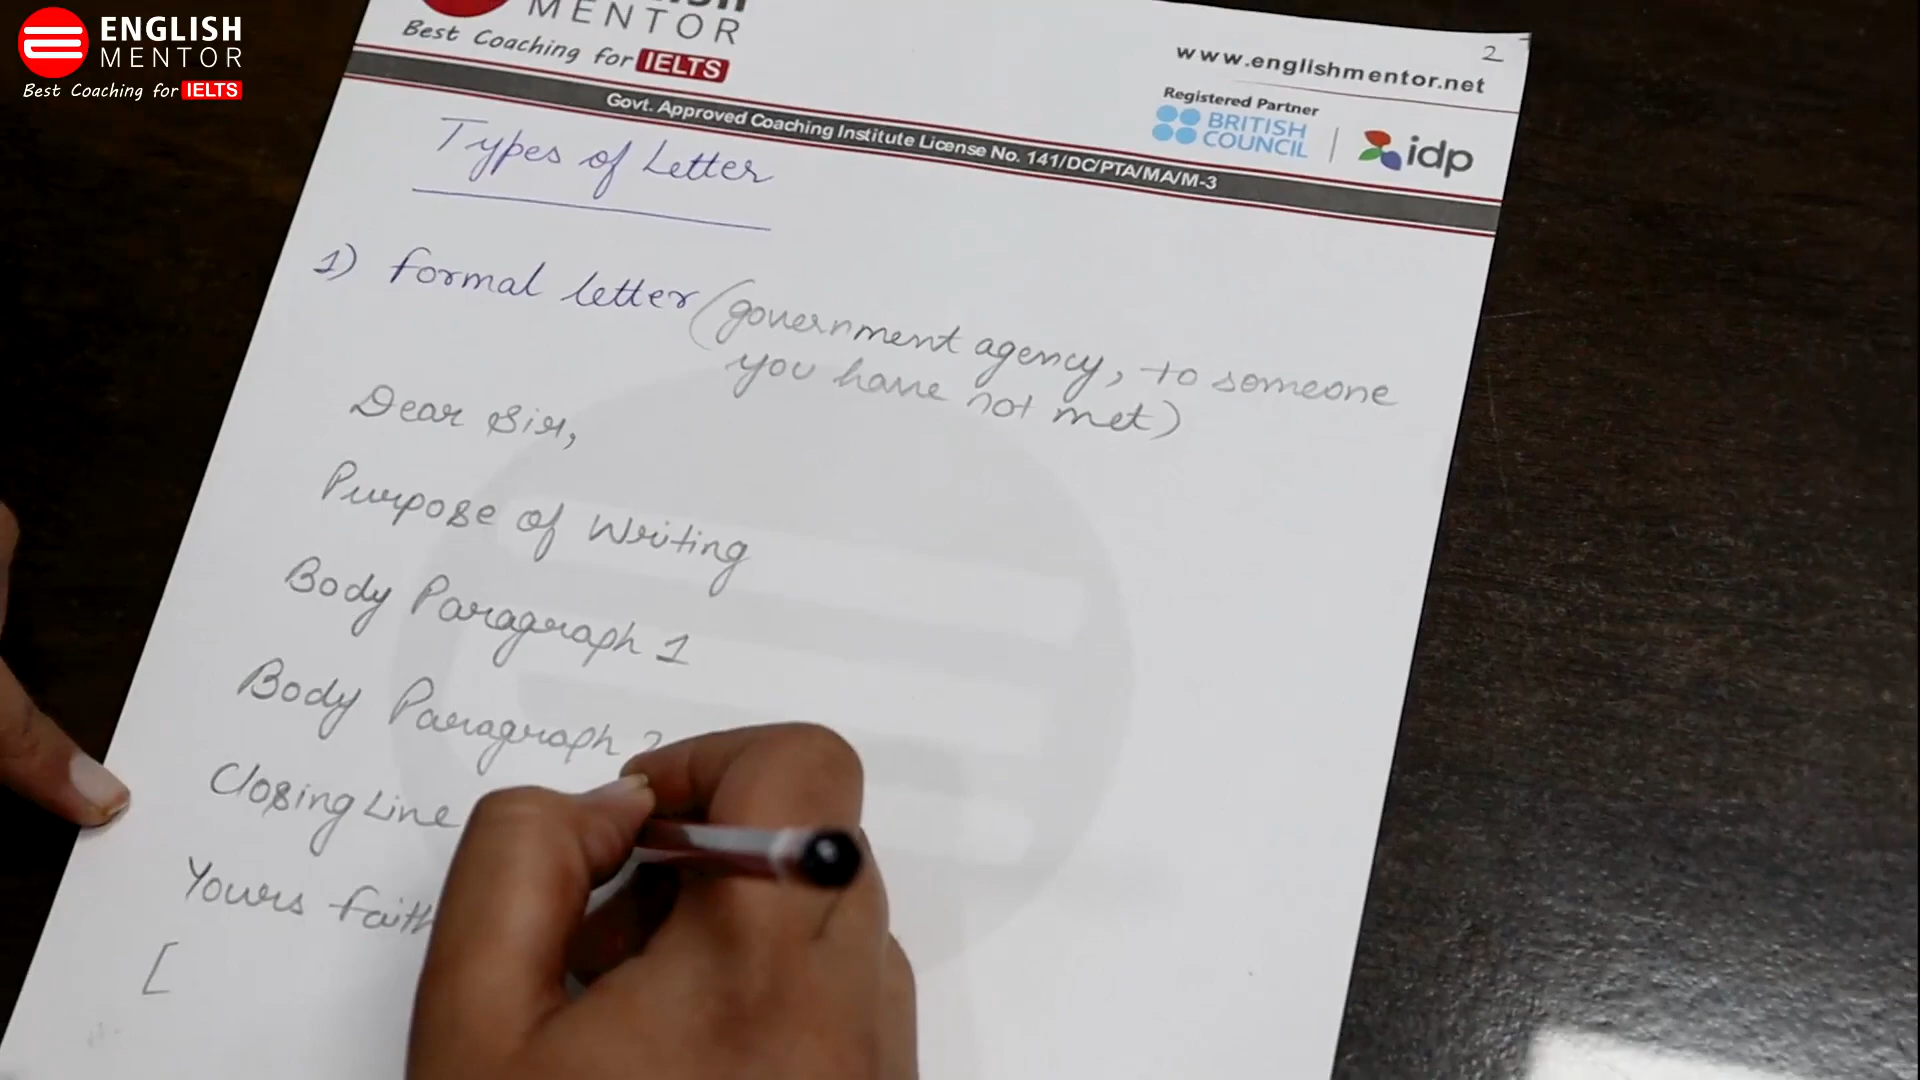 ENGLISH
MENTOR
Best Coaching for IELTS
MENTOR
Best Coaching for IELTS
www.englishmentor.net
2
Registered Partner
BRITISH
COUNCIL
idp
Govt. Approved Coaching Institute License No. 141/DC/PTA/MA/M-3
Types of Letter
1) formal letter (government agency, to someone
you have not met)
Dear Sir,
Purpose of Writing
Body Paragraph 1
Body Paragraph 2
Closing Line
Yours faith
[